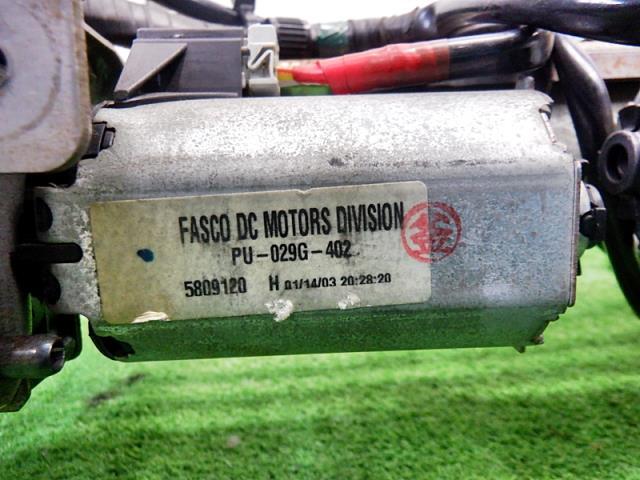 FASCO DC MOTORS DIVISION
PU-029G-402
5809120 H 01/14/03 20:28:20